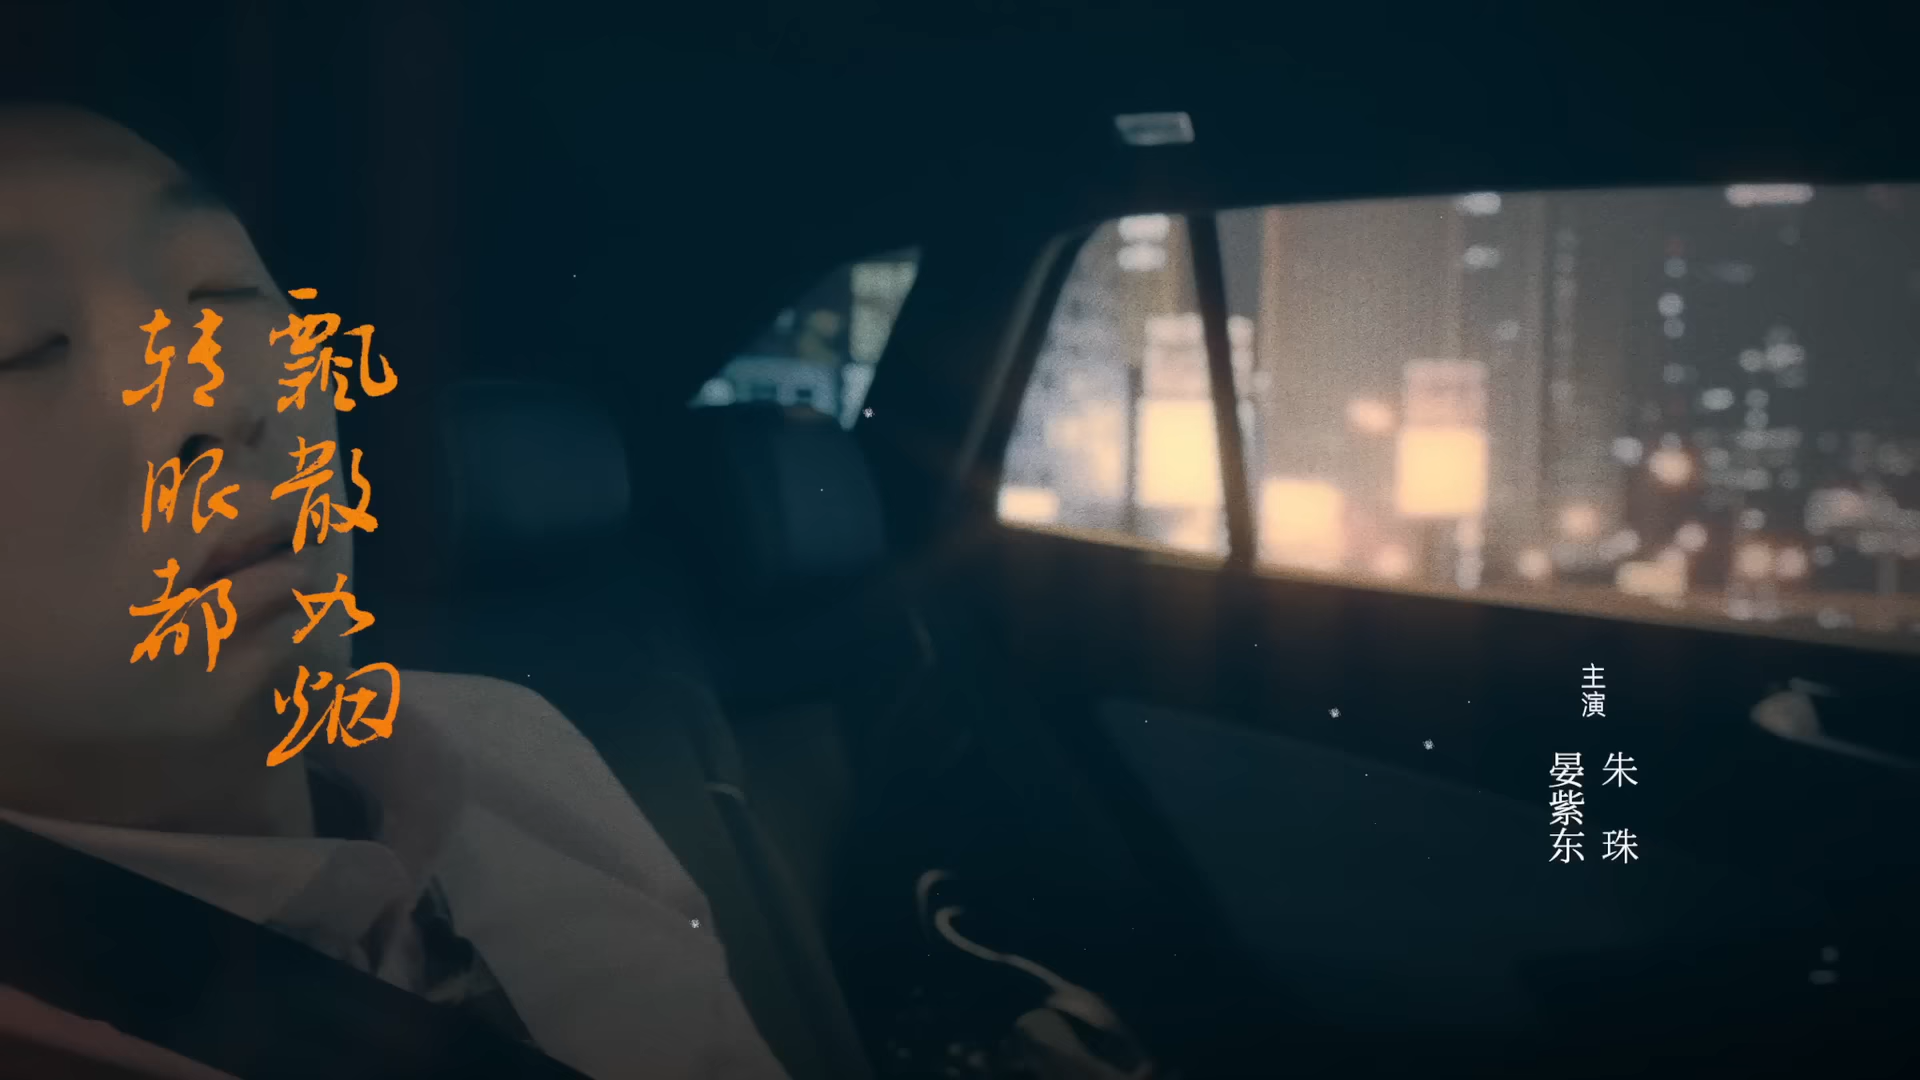 转眼都
飘散如烟
主演
朱 珠
晏紫东